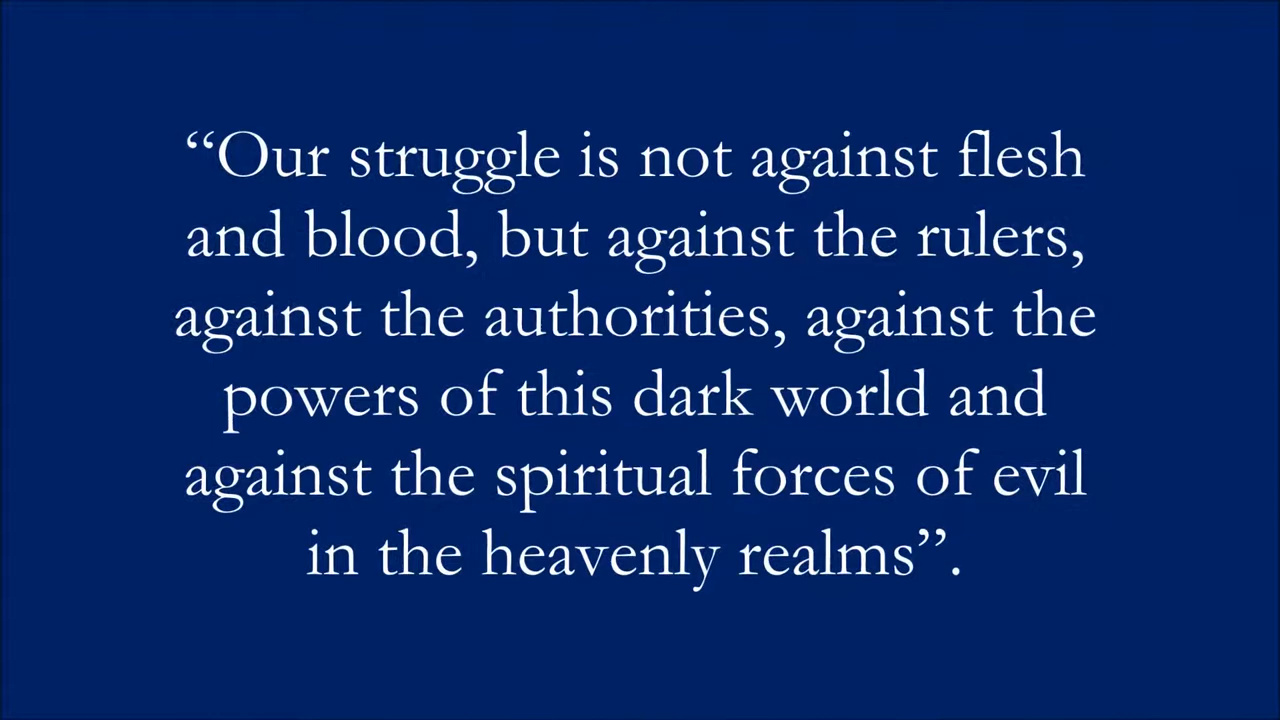 “Our struggle is not against flesh
and blood, but against the rulers,
against the authorities, against the
powers of this dark world and
against the spiritual forces of evil
in the heavenly realms”.